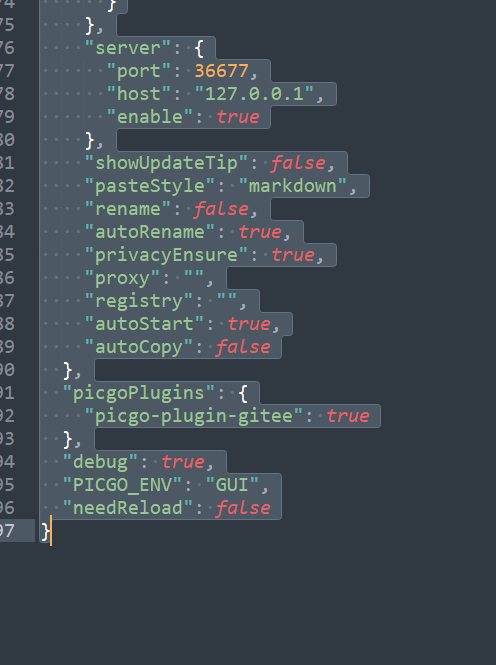 74 }
75 },
76 "server": {
77 "port": 36677,
78 "host": "127.0.0.1",
79 "enable": true
80 },
81 "showUpdateTip": false,
82 "pasteStyle": "markdown",
83 "rename": false,
84 "autoRename": true,
85 "privacyEnsure": true,
86 "proxy": "",
87 "registry": "",
88 "autoStart": true,
89 "autoCopy": false
90 },
91 "picgoPlugins": {
92 "picgo-plugin-gitee": true
93 },
94 "debug": true,
95 "PICGO_ENV": "GUI",
96 "needReload": false
97 }